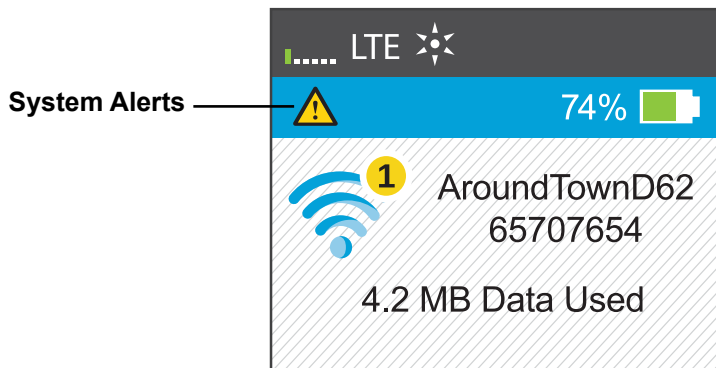 LTE
System Alerts
74%
1
AroundTownD62
65707654
4.2 MB Data Used